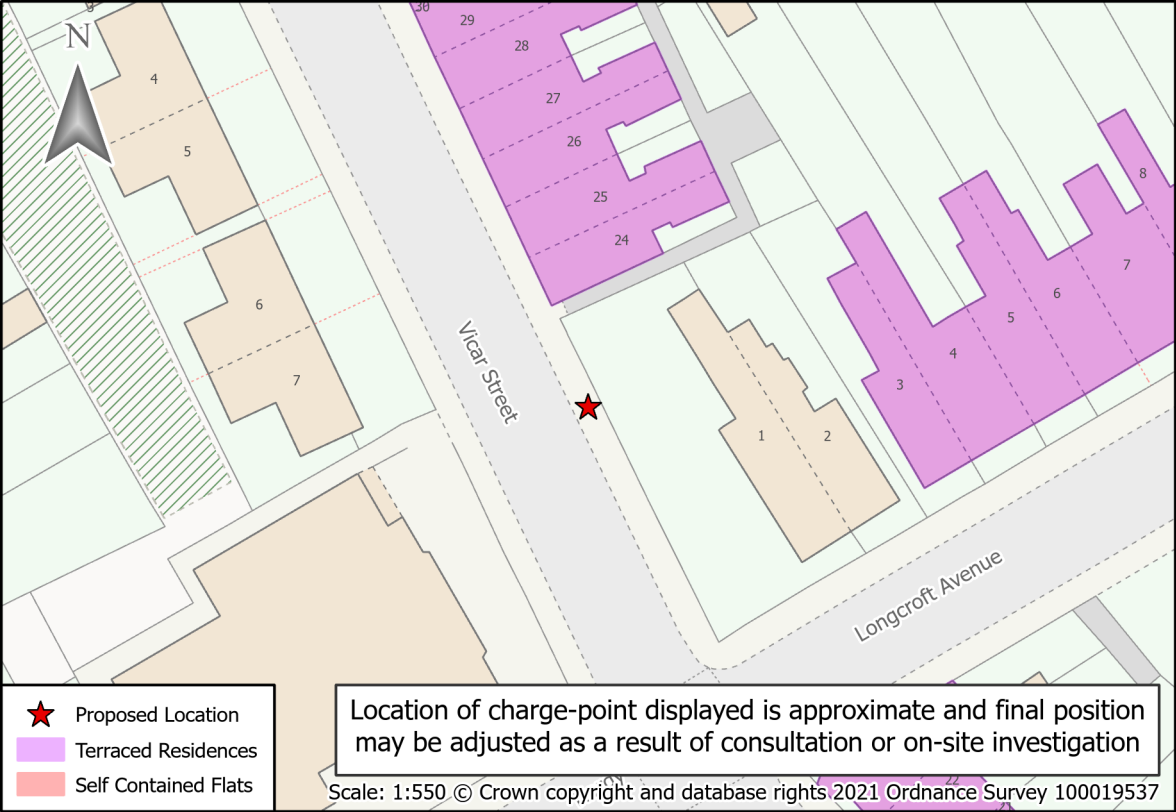 N
30
29
28
27
26
25
24
4
5
6
7
8
7
6
5
4
3
1
2
Vicar Street
Longcroft Avenue
22
Proposed Location
Terraced Residences
Self Contained Flats
Location of charge-point displayed is approximate and final position
may be adjusted as a result of consultation or on-site investigation
Scale: 1:550 © Crown copyright and database rights 2021 Ordnance Survey 100019537